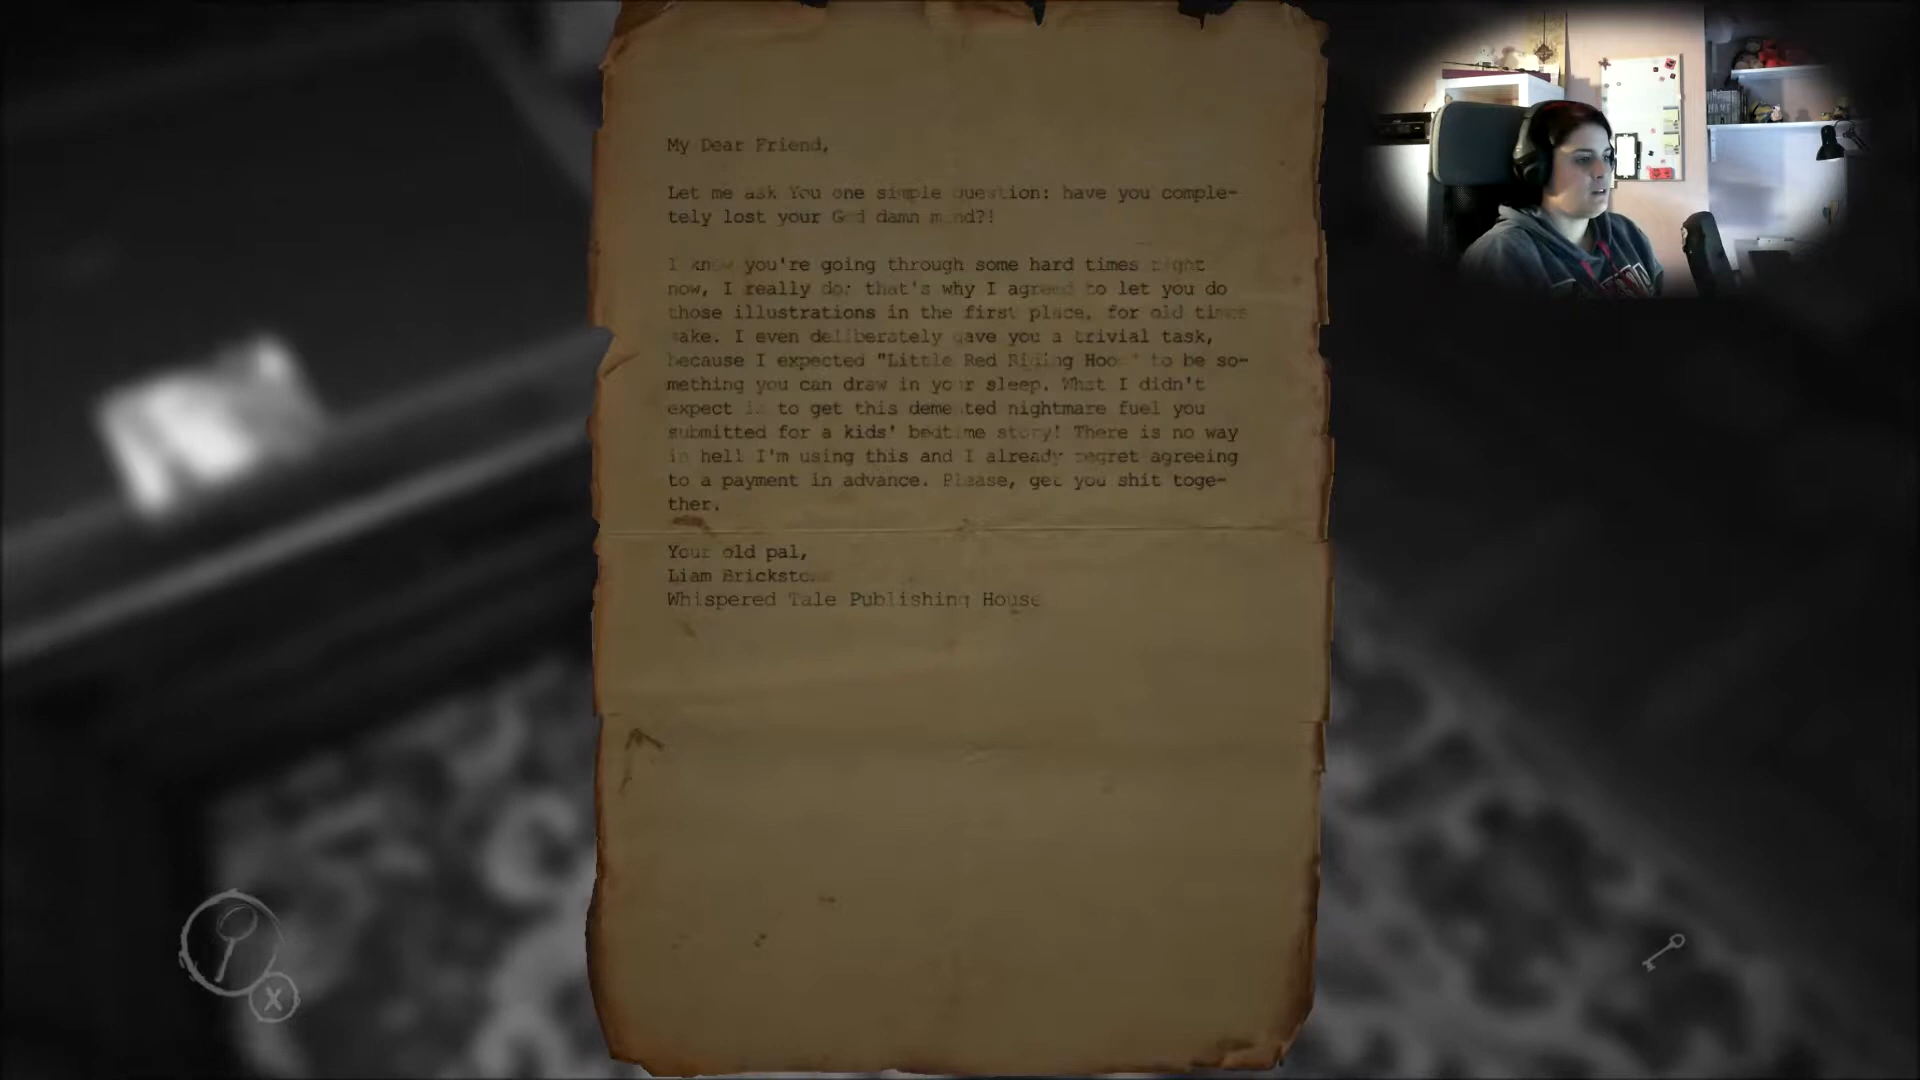 My Dear Friend,
Let me ask You one simple question: have you comple-
tely lost your God damn mind?!
I know you're going through some hard times right
now, I really do: that's why I agreed to let you do
those illustrations in the first place, for old times
sake. I even deliberately gave you a trivial task,
because I expected "Little Red Riding Hood" to be so-
mething you can draw in your sleep. What I didn't
expect is to get this demented nightmare fuel you
submitted for a kids' bedtime story! There is no way
in hell I'm using this and I already regret agreeing
to a payment in advance. Please, get you shit toge-
ther.
Your old pal,
Liam
Whispered Tale Publishing House
X